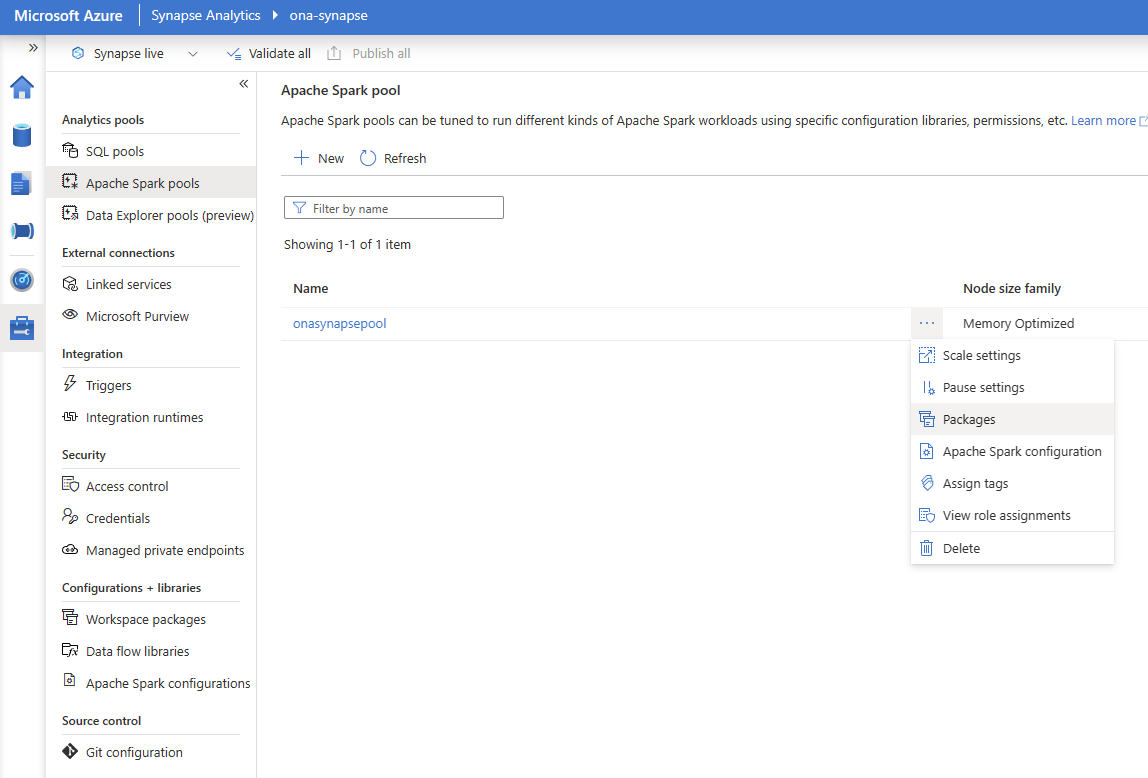 Microsoft Azure
Synapse Analytics
ona-synapse
Synapse live
Validate all
Publish all
Analytics pools
SQL pools
Apache Spark pools
Data Explorer pools (preview)
External connections
Linked services
Microsoft Purview
Integration
Triggers
Integration runtimes
Security
Access control
Credentials
Managed private endpoints
Configurations + libraries
Workspace packages
Data flow libraries
Apache Spark configurations
Source control
Git configuration
Apache Spark pool
Apache Spark pools can be tuned to run different kinds of Apache Spark workloads using specific configuration libraries, permissions, etc. Learn more
New
Refresh
Filter by name
Showing 1-1 of 1 item
Name
Node size family
onasynapsepool
Memory Optimized
Scale settings
Pause settings
Packages
Apache Spark configuration
Assign tags
View role assignments
Delete